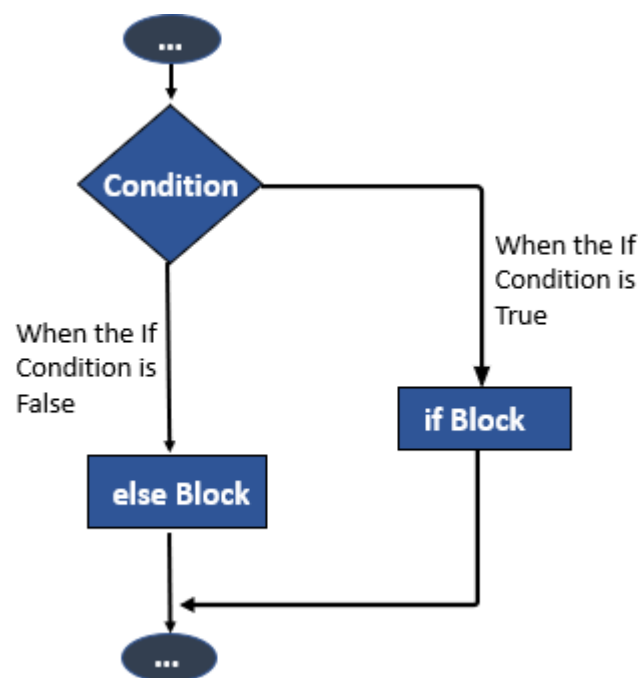 ...
Condition
When the If
Condition is
True
When the If
Condition is
False
if Block
else Block
...